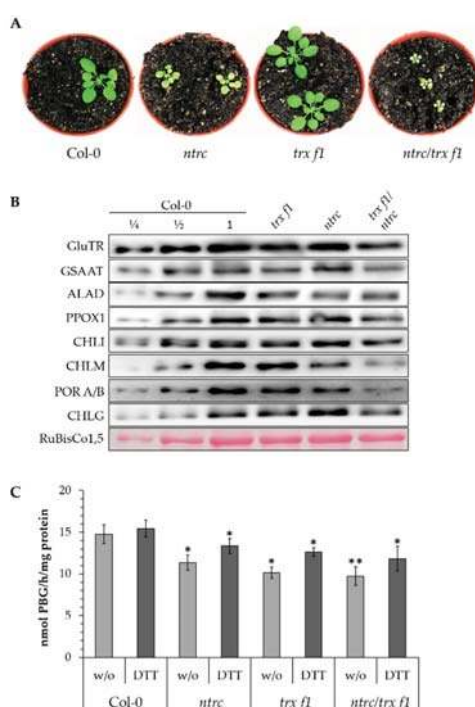 A
Col-0 ntrc trx f1 ntrc/trx f1
B
Col-0
¼ ½ 1 trx f1 ntrc trx f1/ntrc
GluTR
GSAAT
ALAD
PPOX1
CHLI
CHLM
POR A/B
CHLG
RuBisCo1,5
C
nmol PBG/h/mg protein
20
15
10
5
0
* * * * ** *
w/o DTT w/o DTT w/o DTT w/o DTT
Col-0 ntrc trx f1 ntrc/trx f1